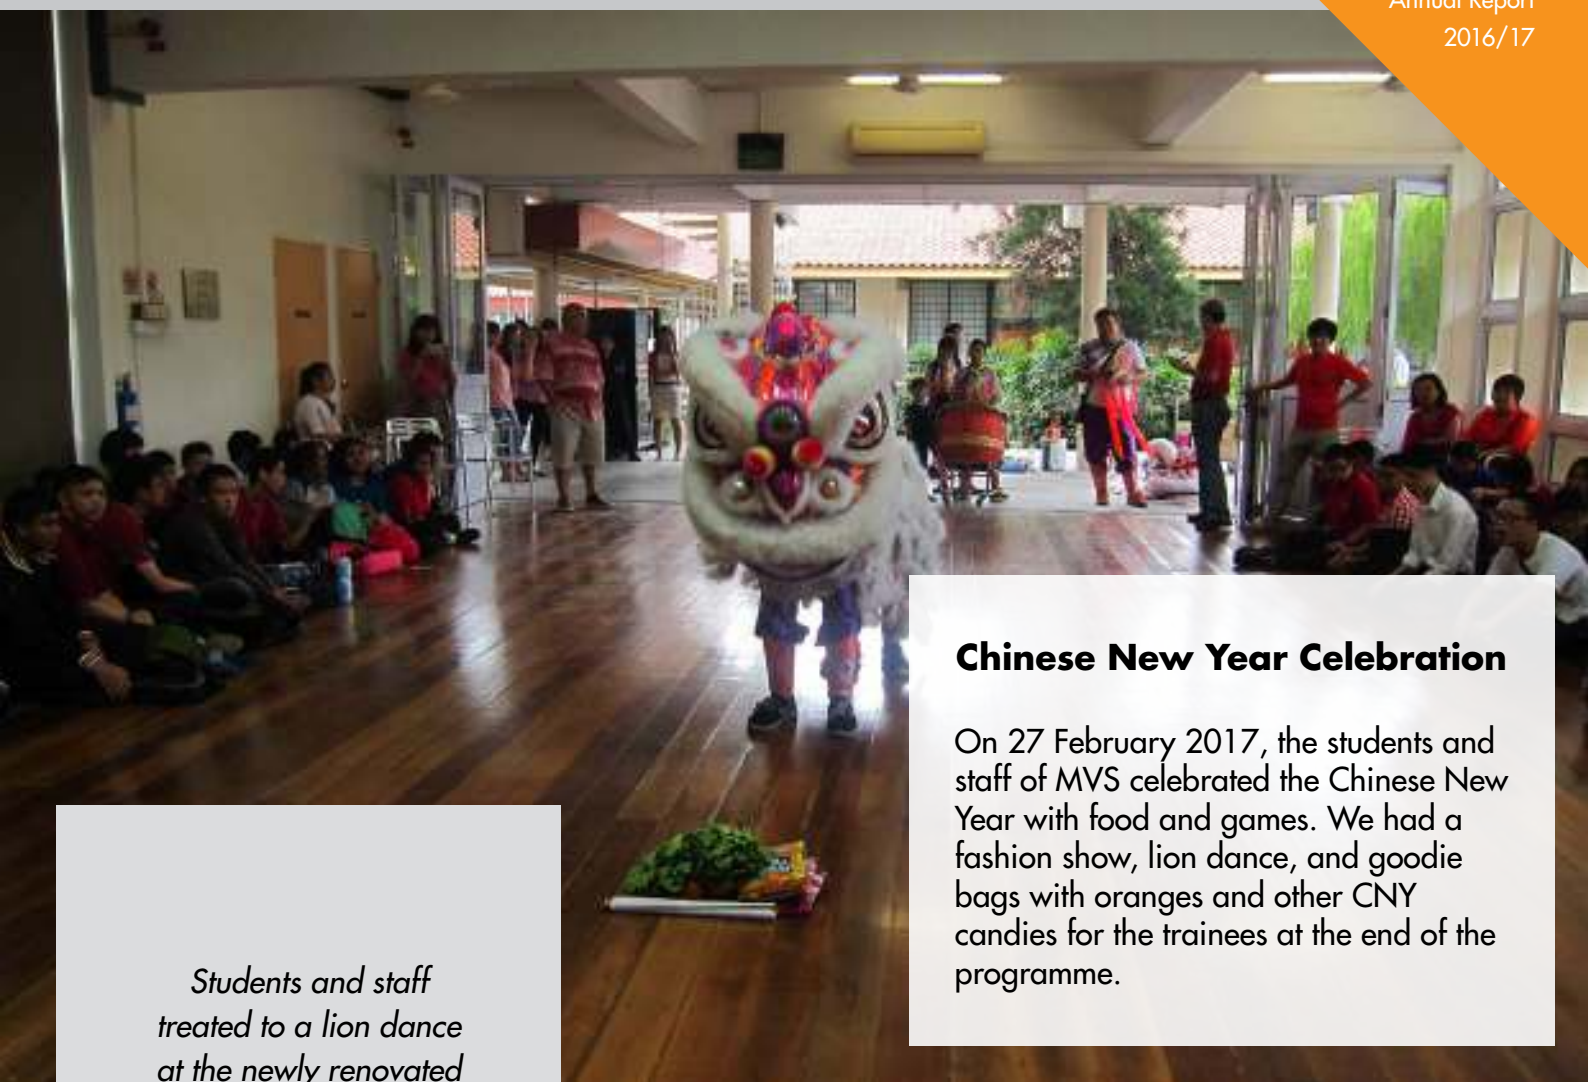 Annual Report
2016/17
Chinese New Year Celebration
On 27 February 2017, the students and
staff of MVS celebrated the Chinese New
Year with food and games. We had a
fashion show, lion dance, and goodie
bags with oranges and other CNY
candies for the trainees at the end of the
programme.
Students and staff
treated to a lion dance
at the newly renovated